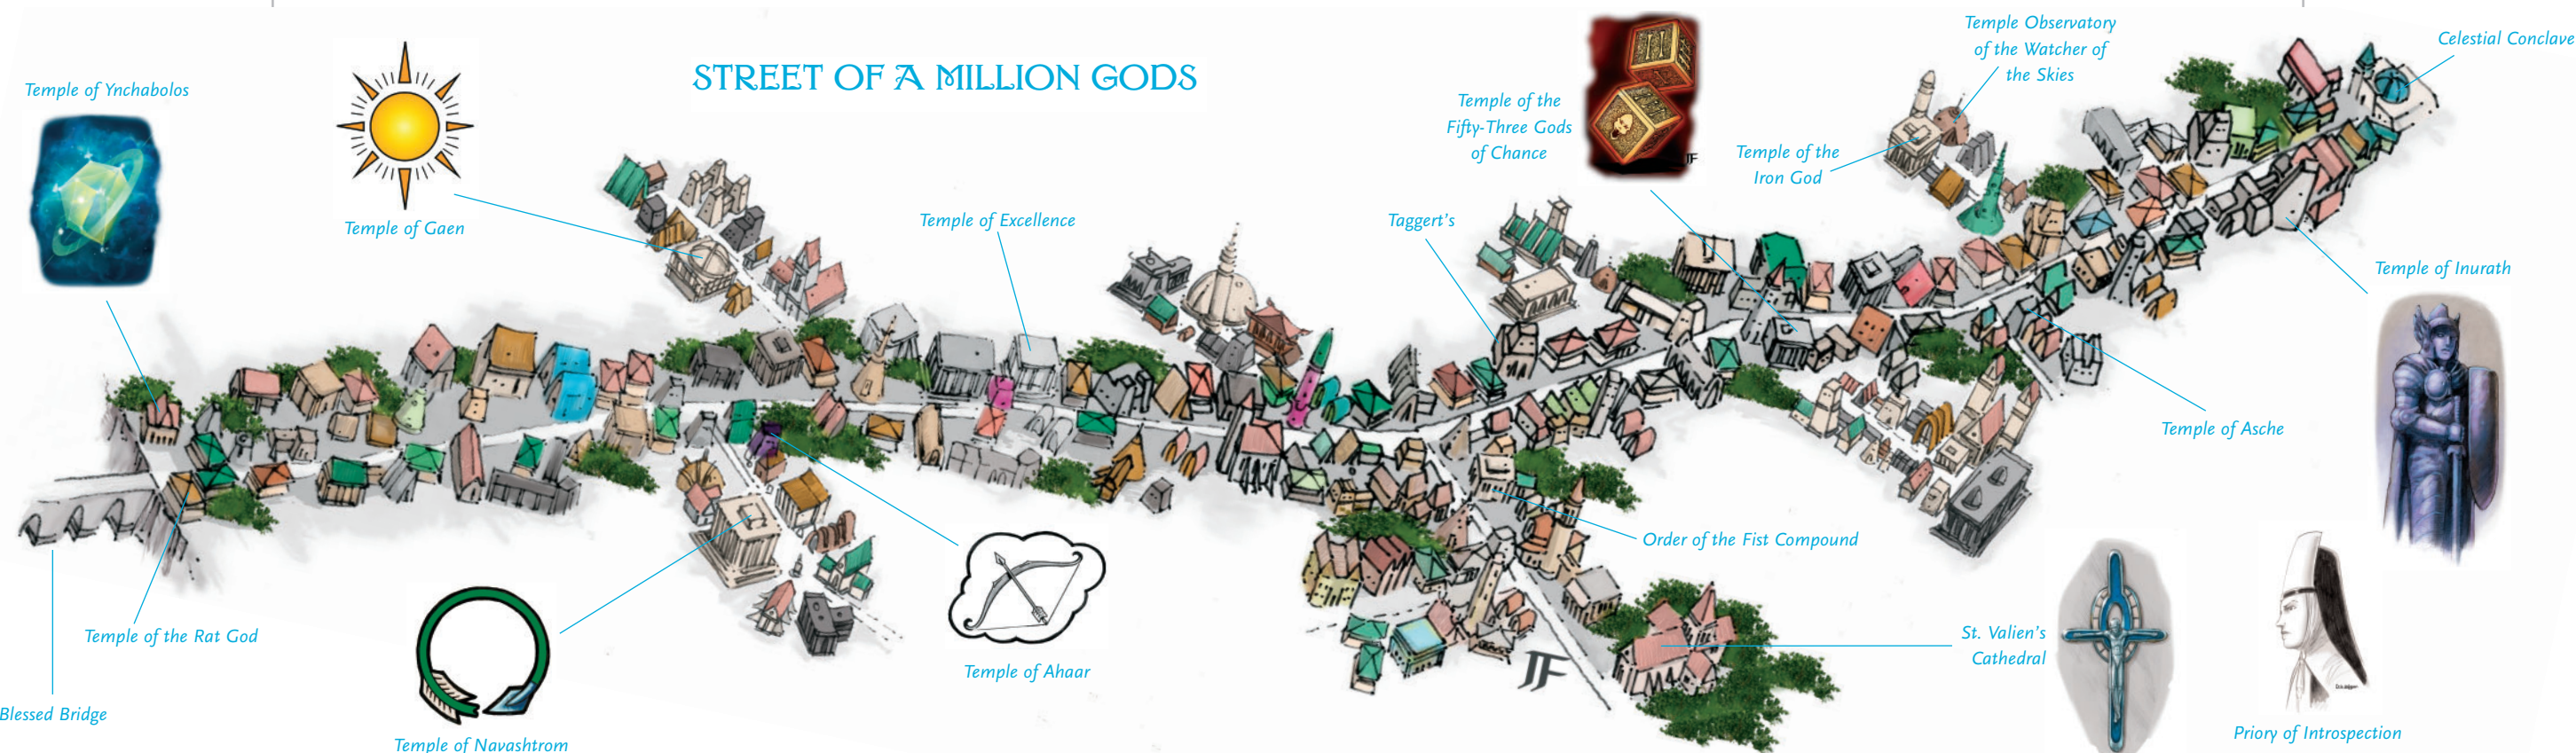 STREET OF A MILLION GODS
Temple of Ynchabolos
Temple of Gaen
Temple of Excellence
Taggert's
Temple of the
Fifty-Three Gods
of Chance
JF
Temple of the
Iron God
Temple Observatory
of the Watcher of
the Skies
Celestial Conclave
Temple of Inurath
Temple of Asche
Order of the Fist Compound
St. Valien's
Cathedral
Priory of Introspection
JF
Temple of Ahaar
Temple of Navashtrom
Temple of the Rat God
Blessed Bridge